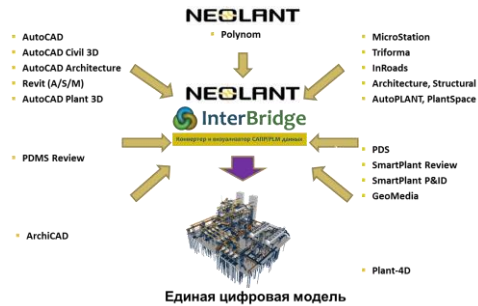 NEOLANT
Polynom
AutoCAD
AutoCAD Civil 3D
AutoCAD Architecture
Revit (A/S/M)
AutoCAD Plant 3D
MicroStation
Triforma
InRoads
Architecture, Structural
AutoPLANT, PlantSpace
NEOLANT
InterBridge
Конвертер и визуализатор САПР/PLM данных
PDMS Review
PDS
SmartPlant Review
SmartPlant P&ID
GeoMedia
ArchiCAD
Plant-4D
Единая цифровая модель